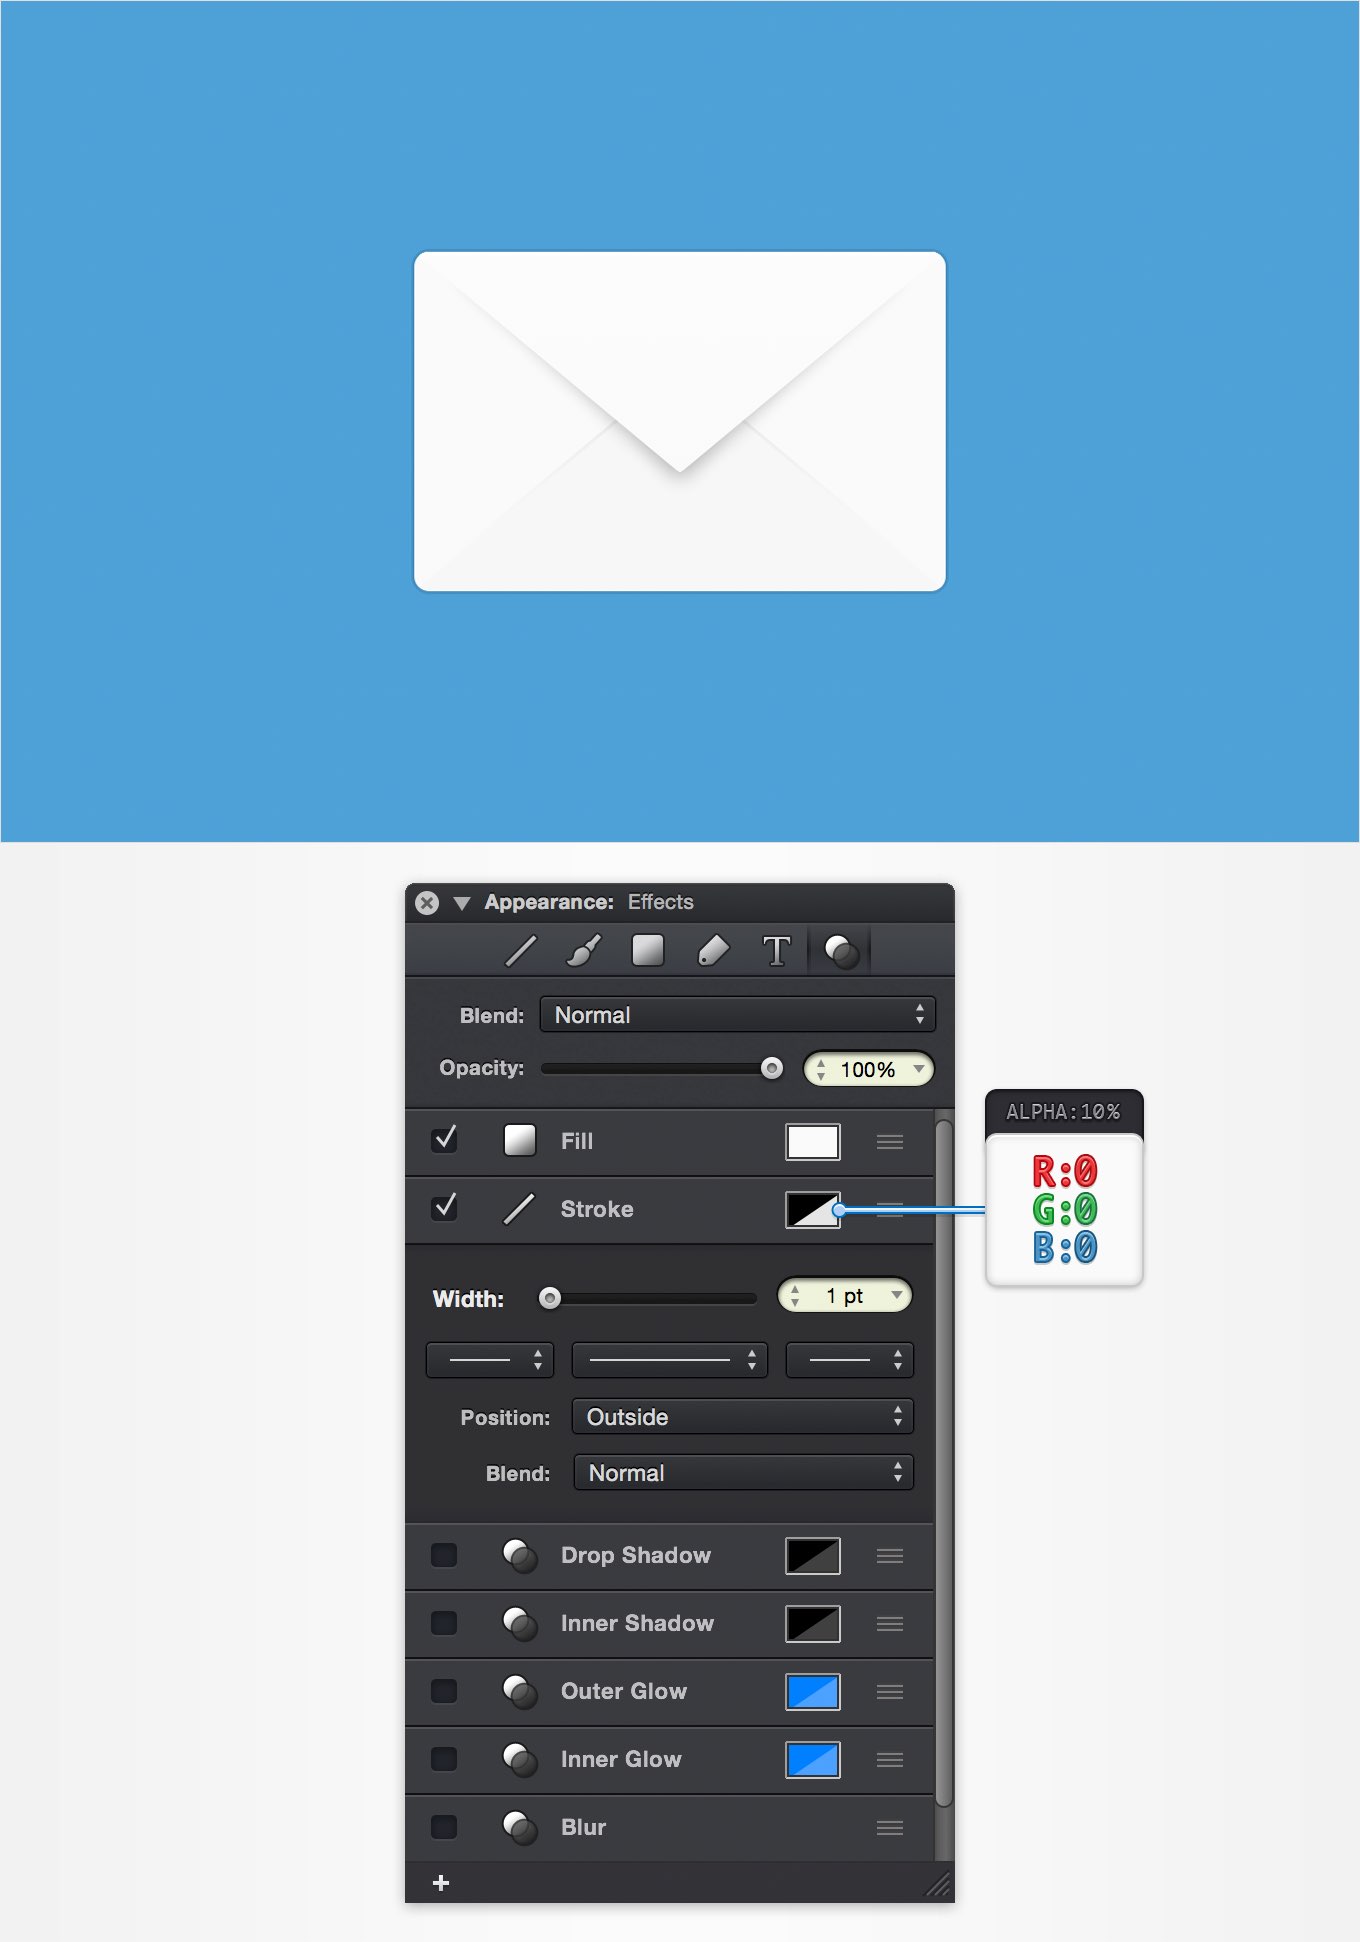 Appearance: Effects
T
Blend: Normal
Opacity: 100%
ALPHA:10%
Fill
R:0
Stroke
G:0
B:0
Width: 1 pt
Position: Outside
Blend: Normal
Drop Shadow
Inner Shadow
Outer Glow
Inner Glow
Blur
+